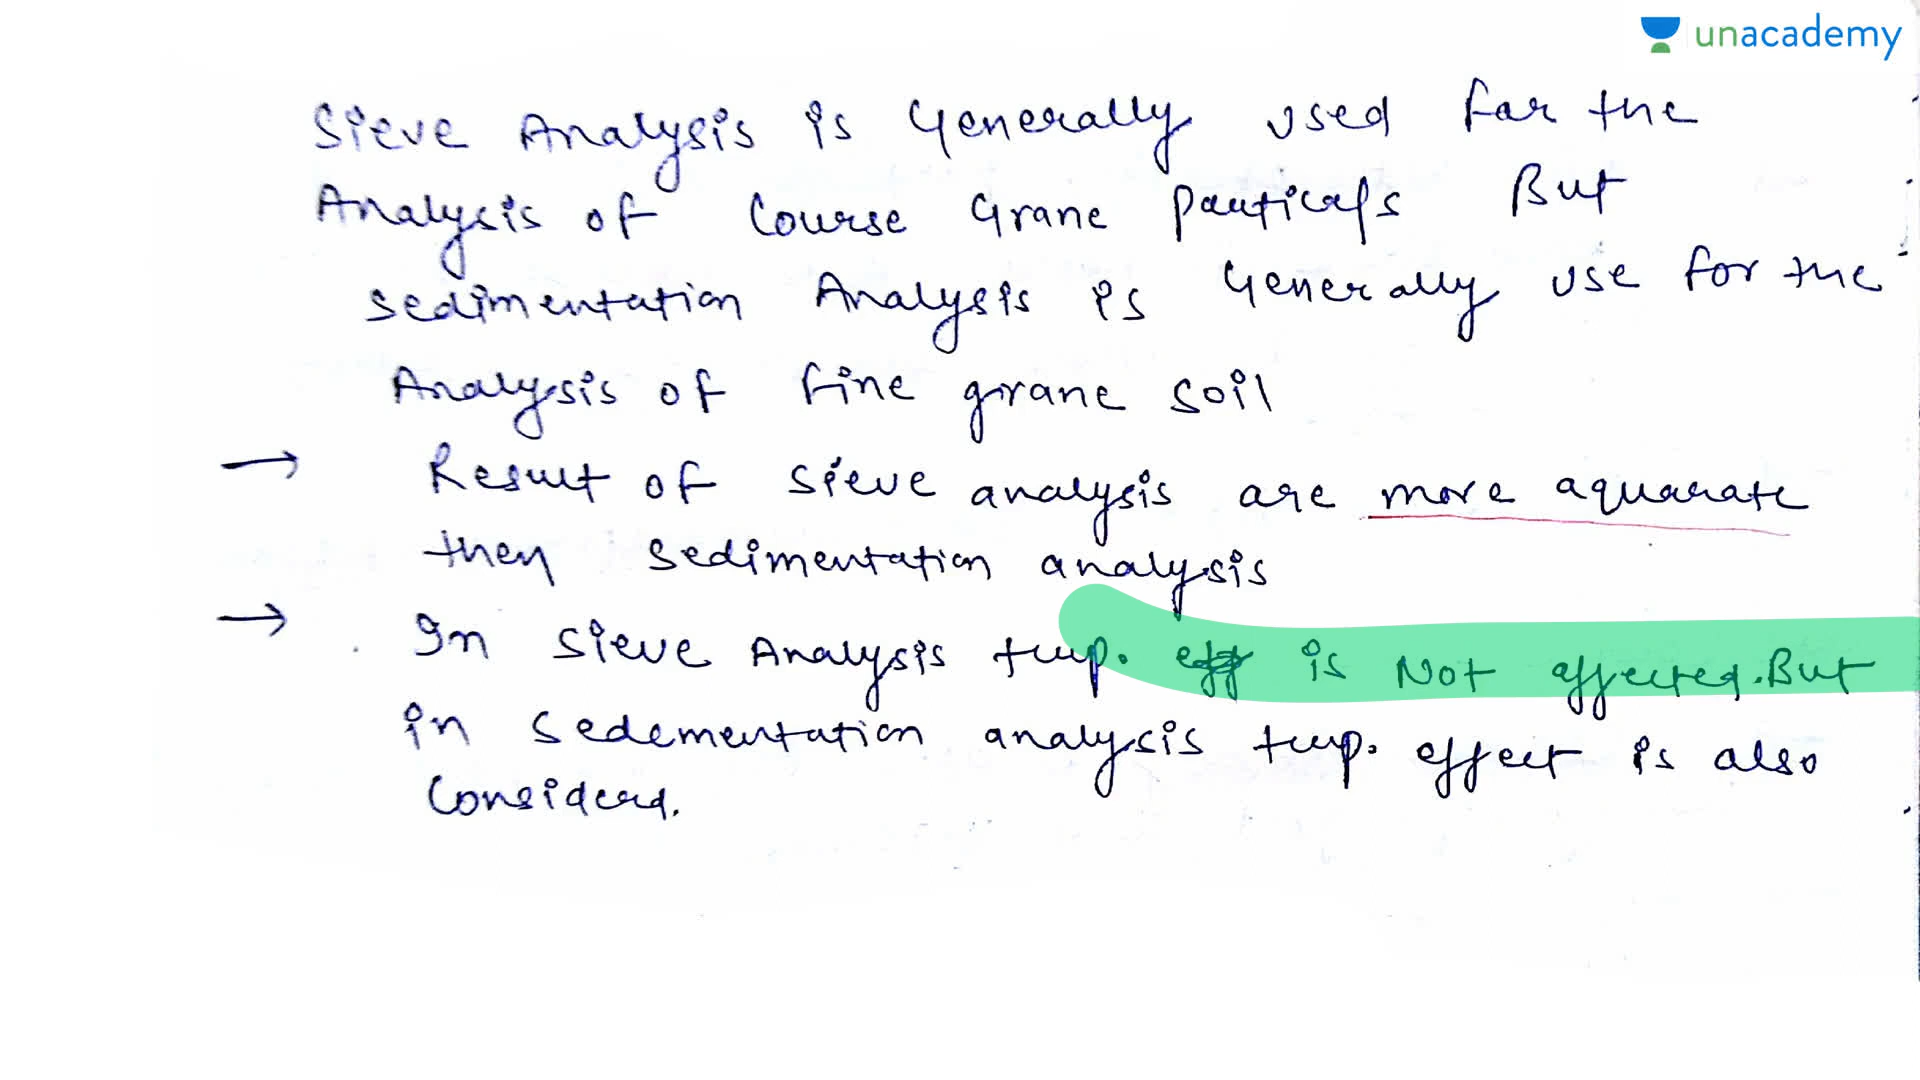 unacademy
Sieve Analysis is Generally used for the
Analysis of Course Grane Particals But
sedimentation Analysis is Generally use for the
Analysis of fine grane soil
→ Result of sieve analysis are more aquarate
then sedimentation analysis
→ In sieve Analysis temp. eff is Not affected. But
in sedementation analysis temp. effect is also
Considerd.